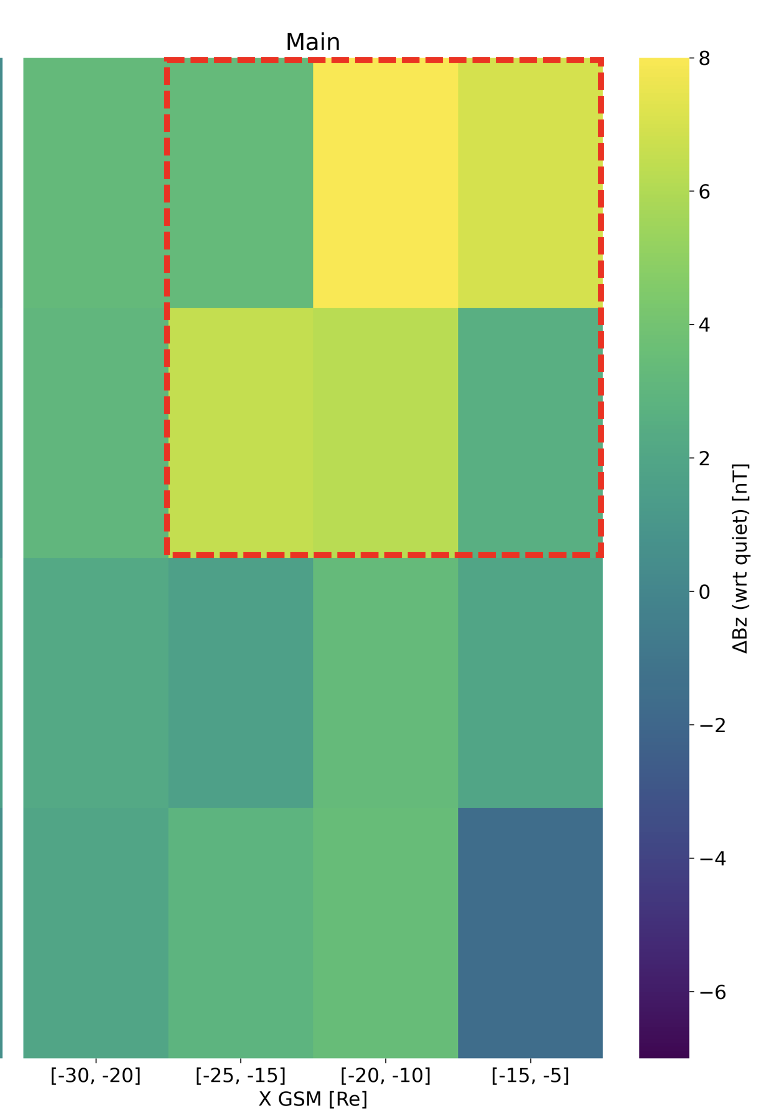 Main
8
6
4
2
0
−2
−4
−6
ΔBz (wrt quiet) [nT]
[-30, -20] [-25, -15] [-20, -10] [-15, -5]
X GSM [Re]